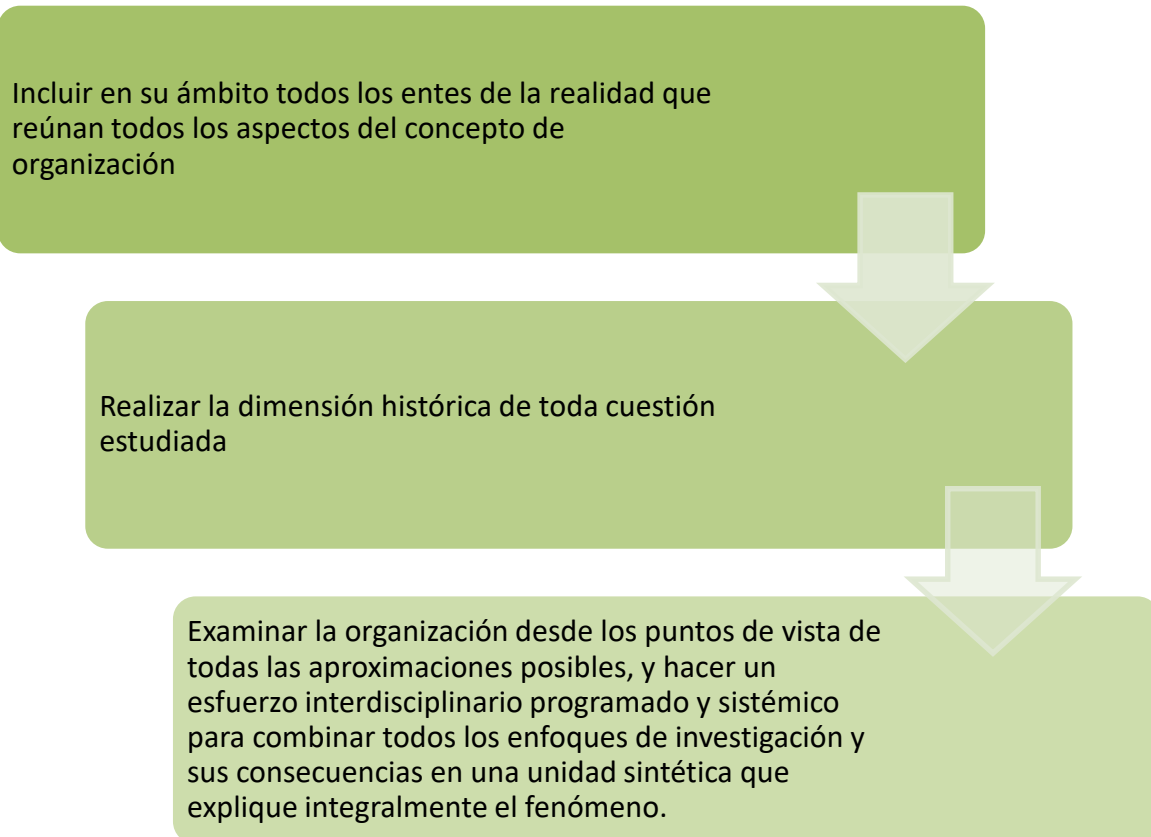 Incluir en su ámbito todos los entes de la realidad que
reúnan todos los aspectos del concepto de
organización
Realizar la dimensión histórica de toda cuestión
estudiada
Examinar la organización desde los puntos de vista de
todas las aproximaciones posibles, y hacer un
esfuerzo interdisciplinario programado y sistémico
para combinar todos los enfoques de investigación y
sus consecuencias en una unidad sintética que
explique integralmente el fenómeno.